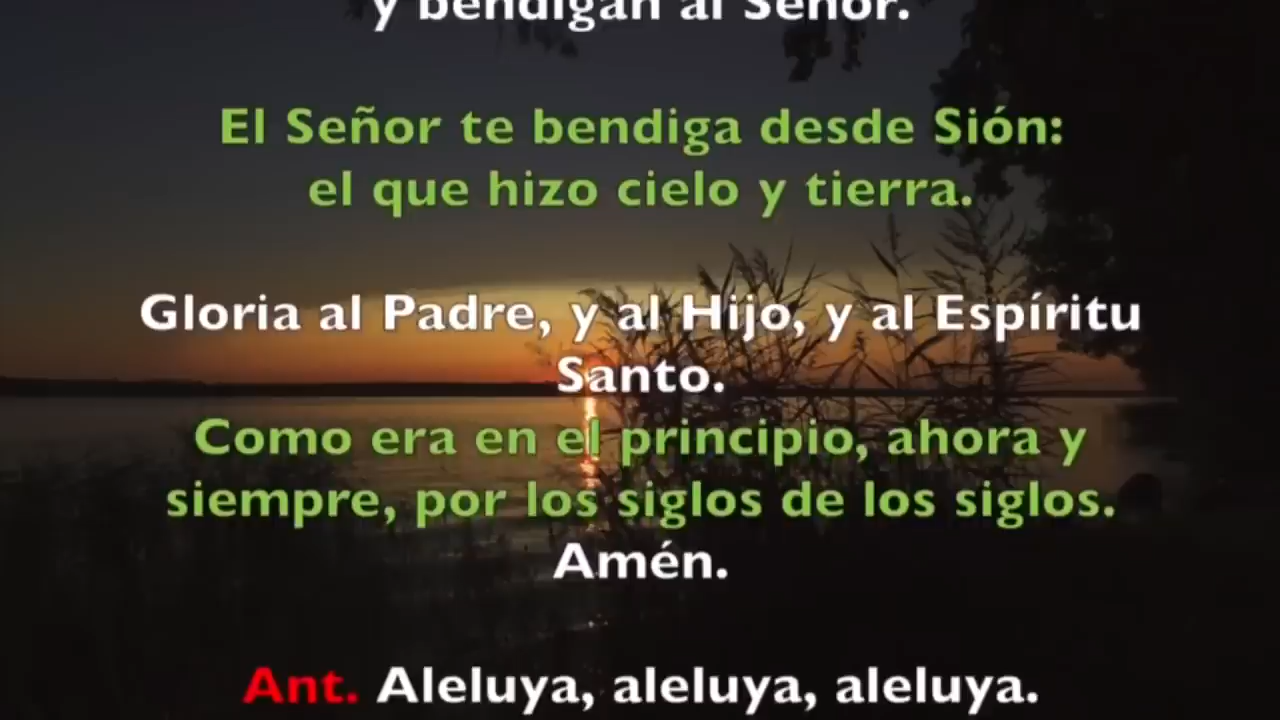 y bendigan al Señor.
El Señor te bendiga desde Sión:
el que hizo cielo y tierra.
Gloria al Padre, y al Hijo, y al Espíritu
Santo.
Como era en el principio, ahora y
siempre, por los siglos de los siglos.
Amén.
Ant. Aleluya, aleluya, aleluya.